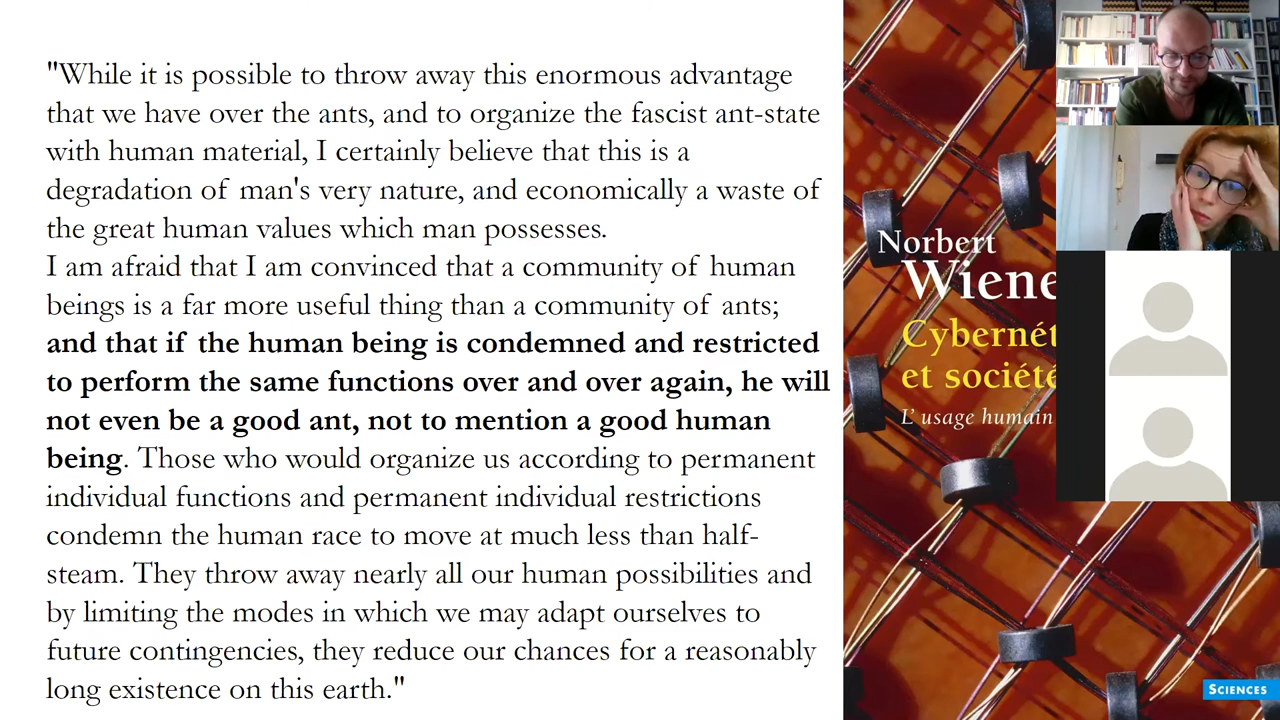 "While it is possible to throw away this enormous advantage
that we have over the ants, and to organize the fascist ant-state
with human material, I certainly believe that this is a
degradation of man's very nature, and economically a waste of
the great human values which man possesses.
I am afraid that I am convinced that a community of human
beings is a far more useful thing than a community of ants;
and that if the human being is condemned and restricted
to perform the same functions over and over again, he will
not even be a good ant, not to mention a good human
being. Those who would organize us according to permanent
individual functions and permanent individual restrictions
condemn the human race to move at much less than half-
steam. They throw away nearly all our human possibilities and
by limiting the modes in which we may adapt ourselves to
future contingencies, they reduce our chances for a reasonably
long existence on this earth."
Norbert
Wiene
Cybernét
et société
L'usage humain
SCIENCES